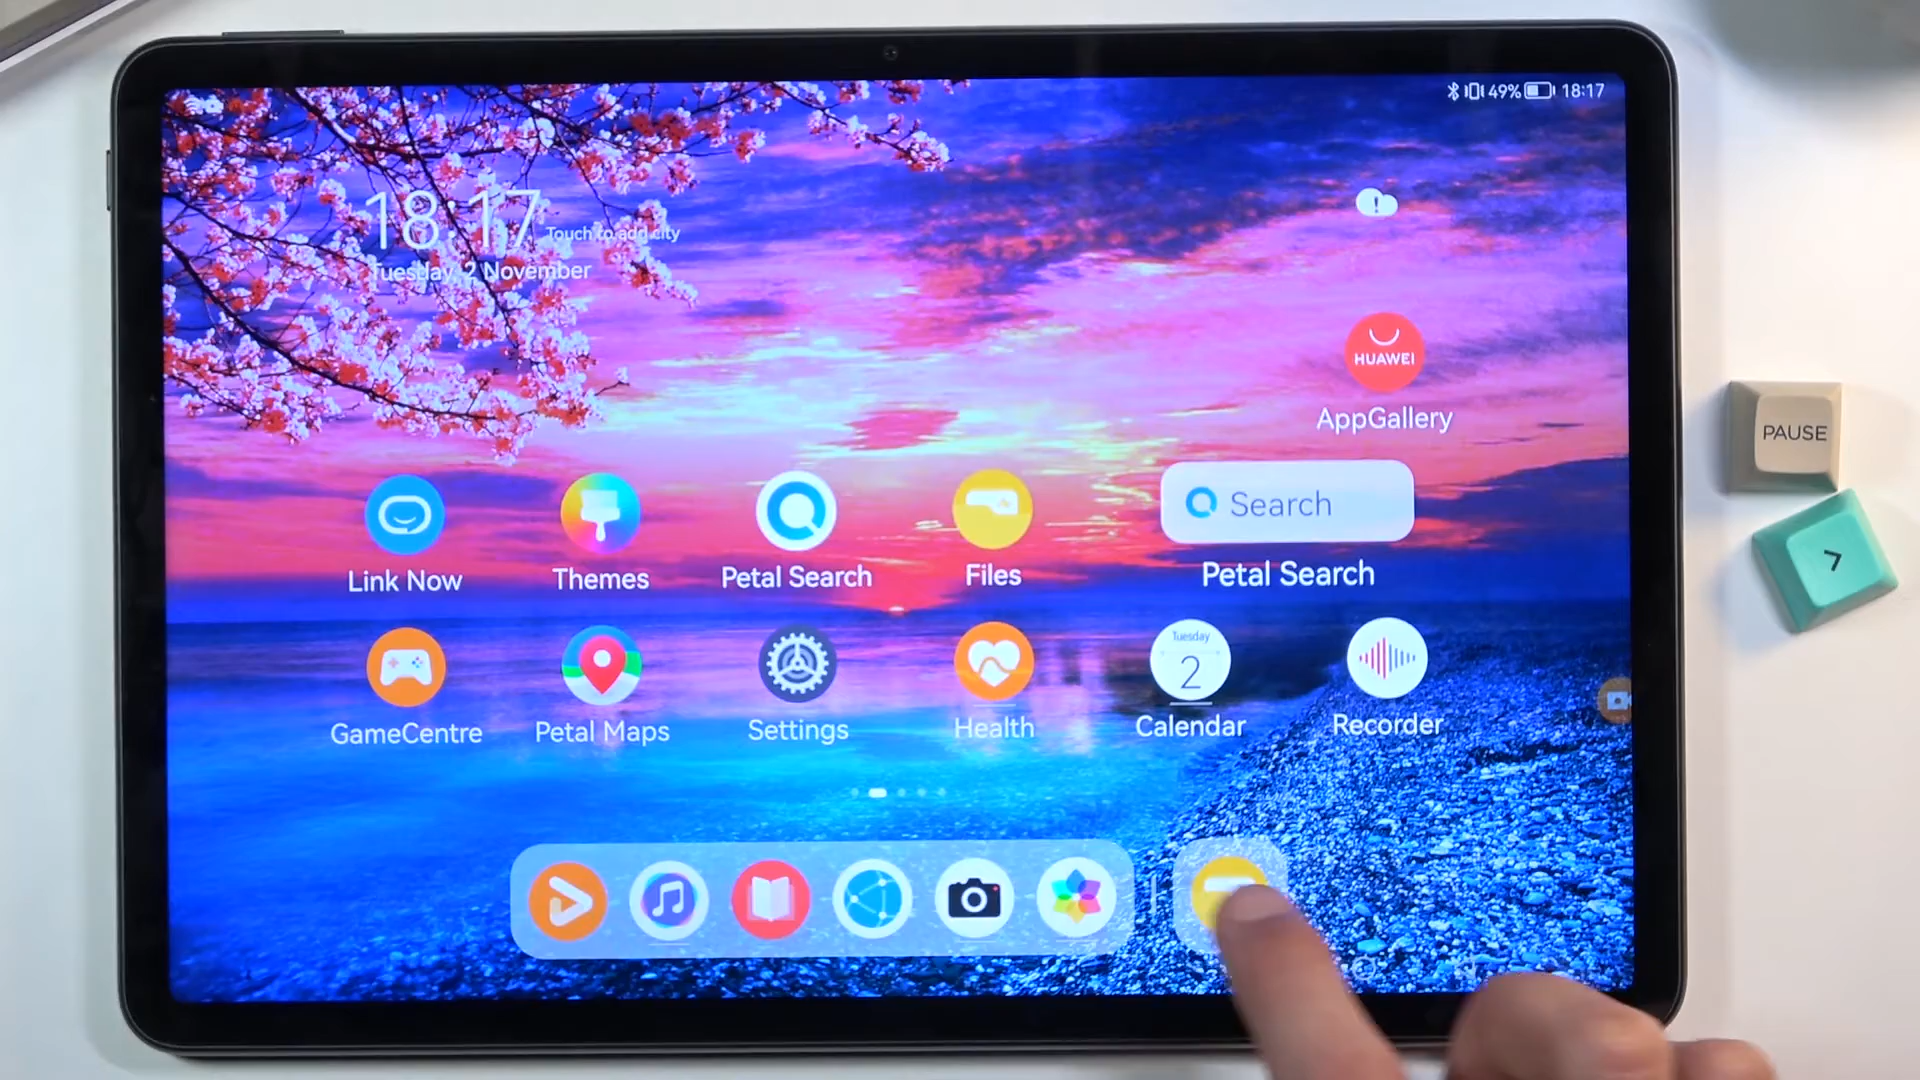 49% 18:17
18:17 Touch to add city
Tuesday, 2 November
HUAWEI
AppGallery
PAUSE
Search
Link Now
Themes
Petal Search
Files
Petal Search
>
Tuesday
2
GameCentre
Petal Maps
Settings
Health
Calendar
Recorder